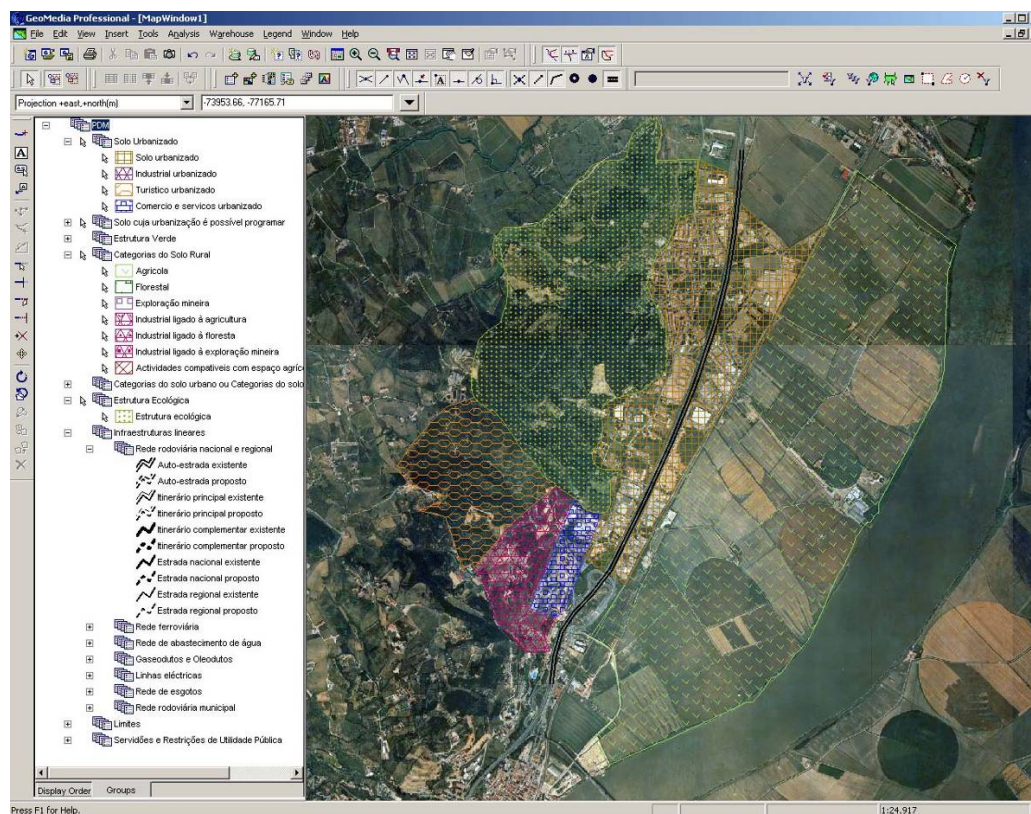 GeoMedia Professional - [MapWindow1]
File Edit View Insert Tools Analysis Warehouse Legend Window Help
Projection +east,+north(m) -73953.66, -77165.71
PDM
Solo Urbanizado
Solo urbanizado
Industrial urbanizado
Turistico urbanizado
Comercio e servicos urbanizado
Solo cuja urbanização é possível programar
Estrutura Verde
Categorias do Solo Rural
Agricola
Florestal
Exploração mineira
Industrial ligado á agricultura
Industrial ligado à floresta
Industrial ligado à exploração mineira
Actividades compativeis com espaço agríc
Categorias do solo urbano ou Categorias do solo
Estrutura Ecológica
Estrutura ecológica
Infraestruturas lineares
Rede rodoviária nacional e regional
Auto-estrada existente
Auto-estrada proposto
Itinerário principal existente
Itinerário principal proposto
Itinerário complementar existente
Itinerário complementar proposto
Estrada nacional existente
Estrada nacional proposto
Estrada regional existente
Estrada regional proposto
Rede ferroviária
Rede de abastecimento de água
Gaseodutos e Oleodutos
Linhas eléctricas
Rede de esgotos
Rede rodoviária municipal
Limites
Servidões e Restrições de Utilidade Pública
Display Order Groups
Press F1 for Help. 1:24.917